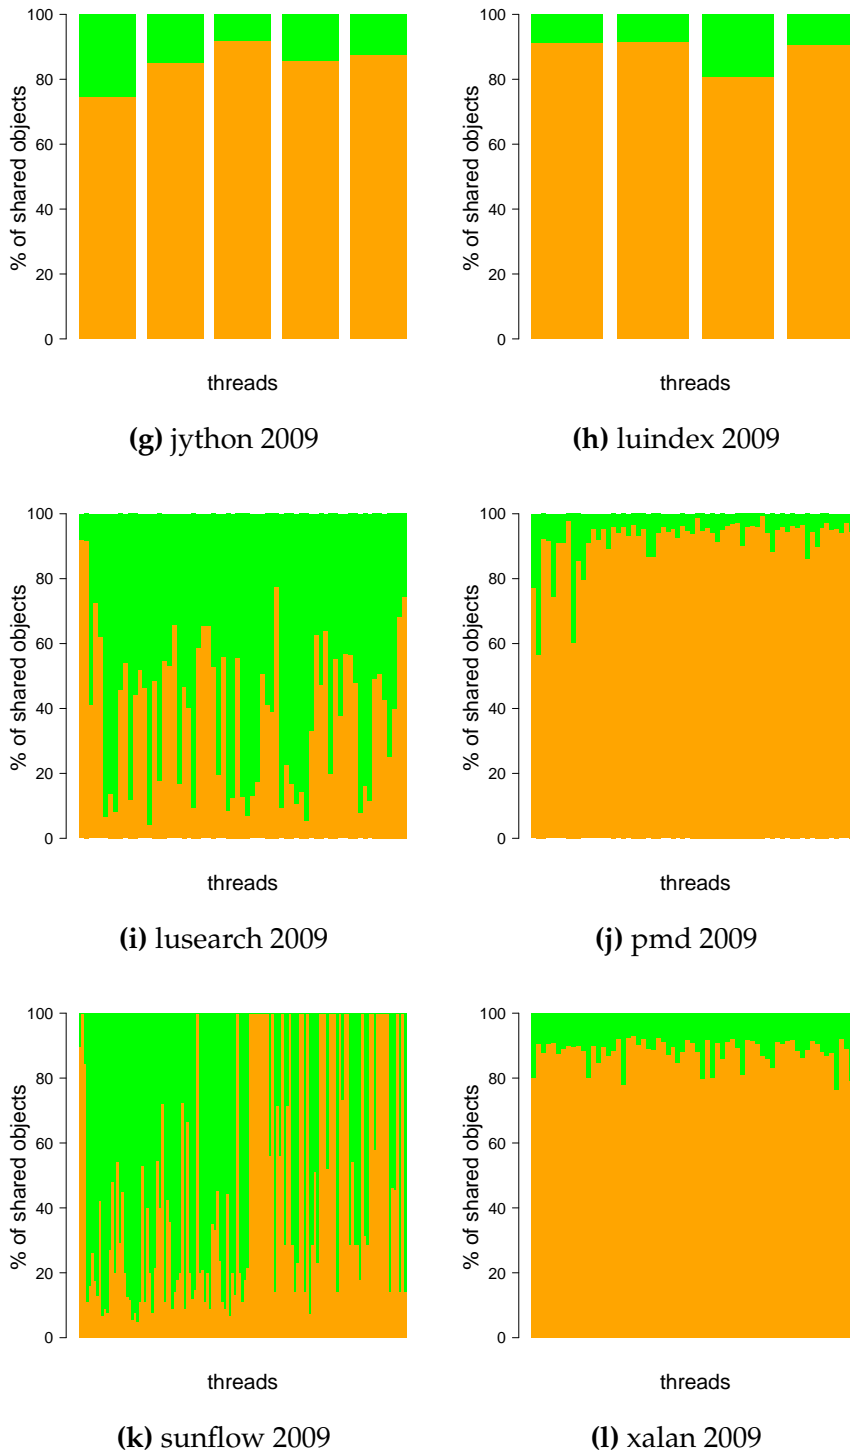 100
80
60
40
20
0
% of shared objects
threads
(g) jython 2009
100
80
60
40
20
0
% of shared objects
threads
(h) luindex 2009
100
80
60
40
20
0
% of shared objects
threads
(i) lusearch 2009
100
80
60
40
20
0
% of shared objects
threads
(j) pmd 2009
100
80
60
40
20
0
% of shared objects
threads
(k) sunflow 2009
100
80
60
40
20
0
% of shared objects
threads
(l) xalan 2009